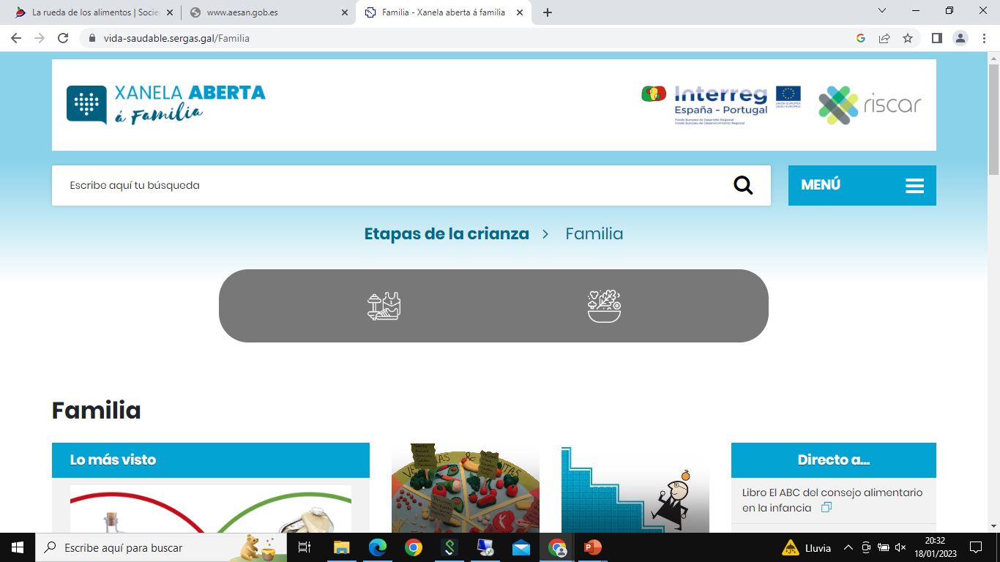 La rueda de los alimentos | Socie
www.aesan.gob.es
Familia - Xanela aberta á familia
vida-saudable.sergas.gal/Familia
XANELA ABERTA
á Familia
Interreg
España - Portugal
Fondo Europeo de Desarrollo Regional
Fundo Europeu de Desenvolvimento Regional
UNIÓN EUROPEA
UNIÃO EUROPEIA
riscar
Escribe aquí tu búsqueda
MENÚ
Etapas de la crianza > Familia
Familia
Lo más visto
Directo a...
Libro El ABC del consejo alimentario
en la infancia
Escribe aquí para buscar
Lluvia
20:32
18/01/2023